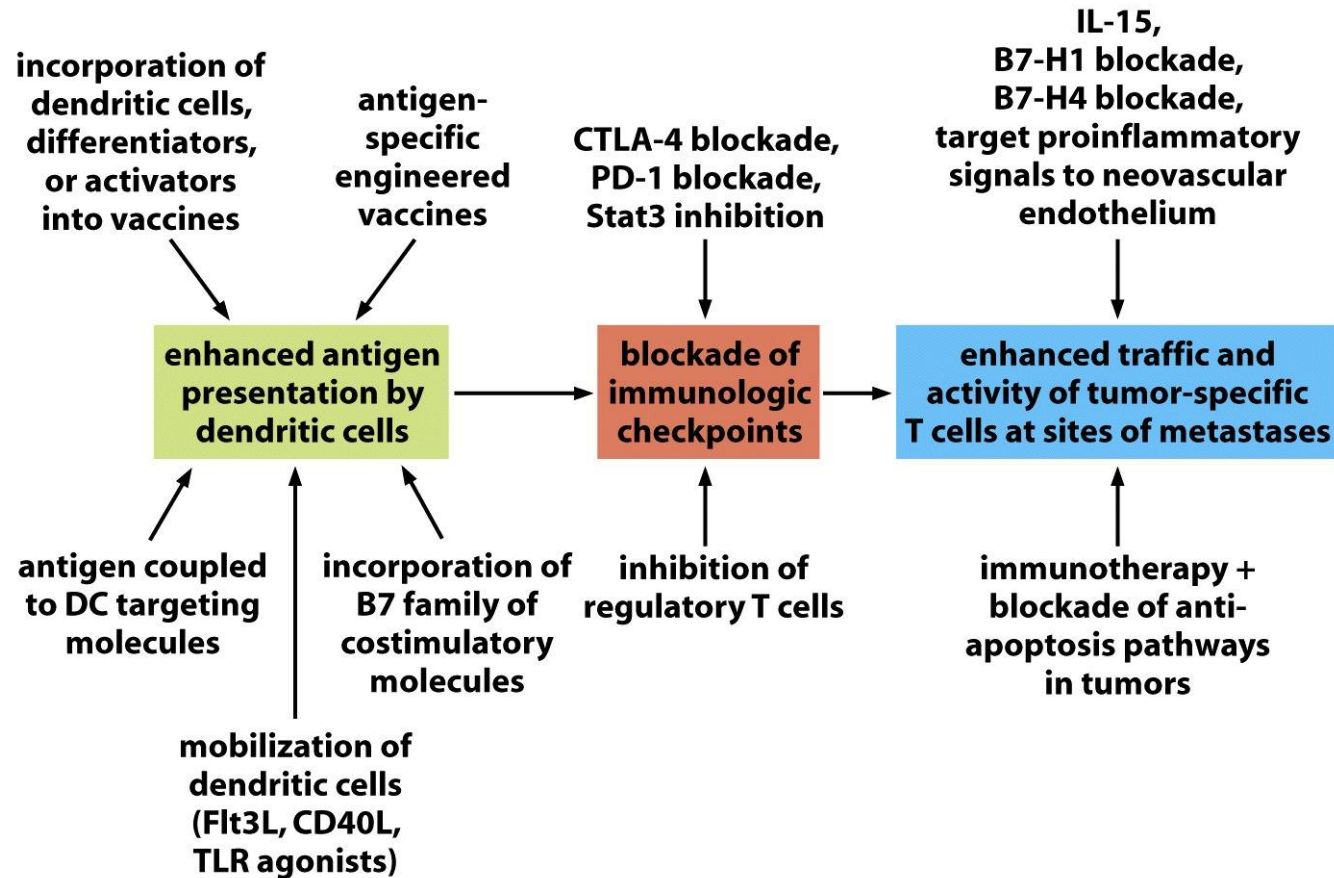 incorporation of
dendritic cells,
differentiators,
or activators
into vaccines
antigen-
specific
engineered
vaccines
CTLA-4 blockade,
PD-1 blockade,
Stat3 inhibition
IL-15,
B7-H1 blockade,
B7-H4 blockade,
target proinflammatory
signals to neovascular
endothelium
enhanced antigen
presentation by
dendritic cells
blockade of
immunologic
checkpoints
enhanced traffic and
activity of tumor-specific
T cells at sites of metastases
antigen coupled
to DC targeting
molecules
mobilization of
dendritic cells
(Flt3L, CD40L,
TLR agonists)
incorporation of
B7 family of
costimulatory
molecules
inhibition of
regulatory T cells
immunotherapy +
blockade of anti-
apoptosis pathways
in tumors